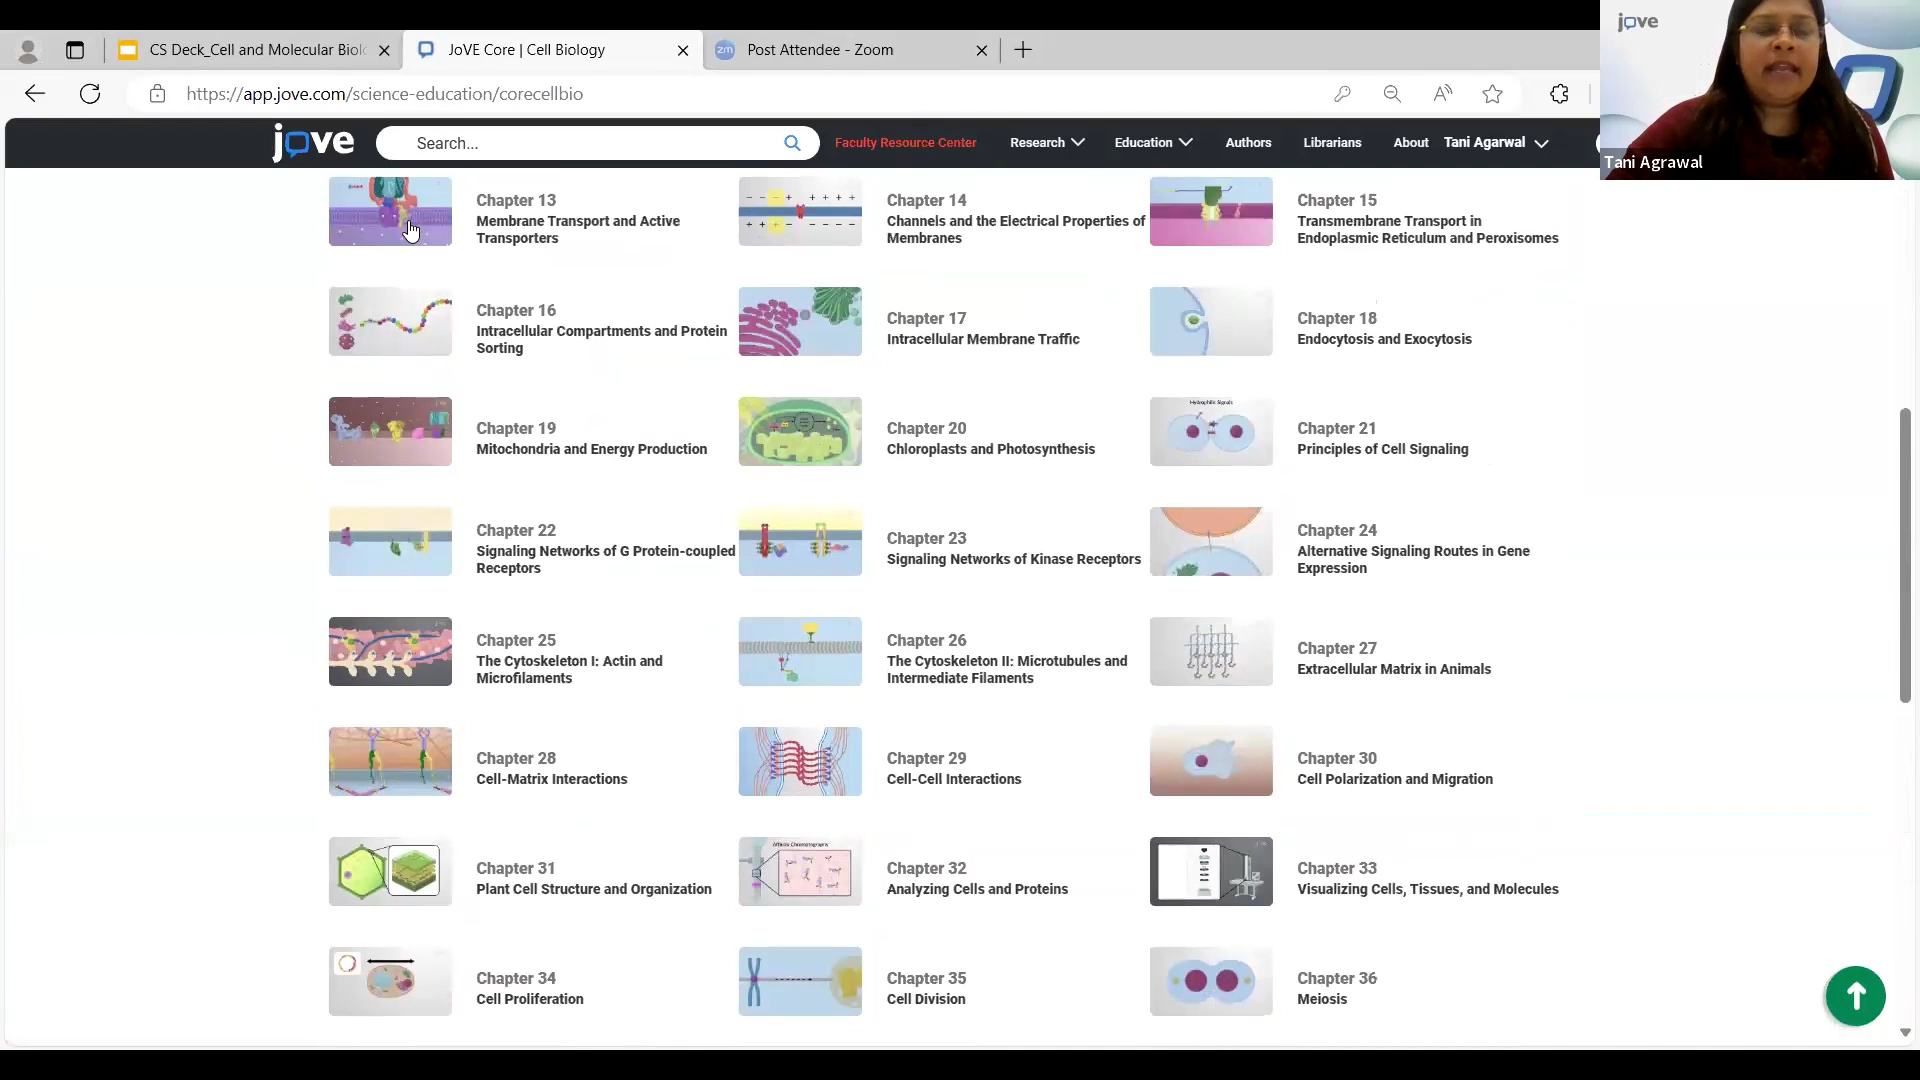 CS Deck_Cell and Molecular Biol
JoVE Core | Cell Biology
zm
Post Attendee - Zoom
https://app.jove.com/science-education/corecellbio
jove
Search...
Faculty Resource Center
Research
Education
Authors
Librarians
About
Tani Agarwal
jove
Tani Agrawal
Chapter 13
Membrane Transport and Active
Transporters
Chapter 14
Channels and the Electrical Properties of
Membranes
Chapter 15
Transmembrane Transport in
Endoplasmic Reticulum and Peroxisomes
Chapter 16
Intracellular Compartments and Protein
Sorting
Chapter 17
Intracellular Membrane Traffic
Chapter 18
Endocytosis and Exocytosis
Chapter 19
Mitochondria and Energy Production
Chapter 20
Chloroplasts and Photosynthesis
Hydrophilic Signals
Chapter 21
Principles of Cell Signaling
Chapter 22
Signaling Networks of G Protein-coupled
Receptors
Chapter 23
Signaling Networks of Kinase Receptors
Chapter 24
Alternative Signaling Routes in Gene
Expression
Chapter 25
The Cytoskeleton I: Actin and
Microfilaments
Chapter 26
The Cytoskeleton II: Microtubules and
Intermediate Filaments
Chapter 27
Extracellular Matrix in Animals
Chapter 28
Cell-Matrix Interactions
Chapter 29
Cell-Cell Interactions
Chapter 30
Cell Polarization and Migration
Chapter 31
Plant Cell Structure and Organization
Affinity Chromatography
Chapter 32
Analyzing Cells and Proteins
Chapter 33
Visualizing Cells, Tissues, and Molecules
Chapter 34
Cell Proliferation
Chapter 35
Cell Division
Chapter 36
Meiosis